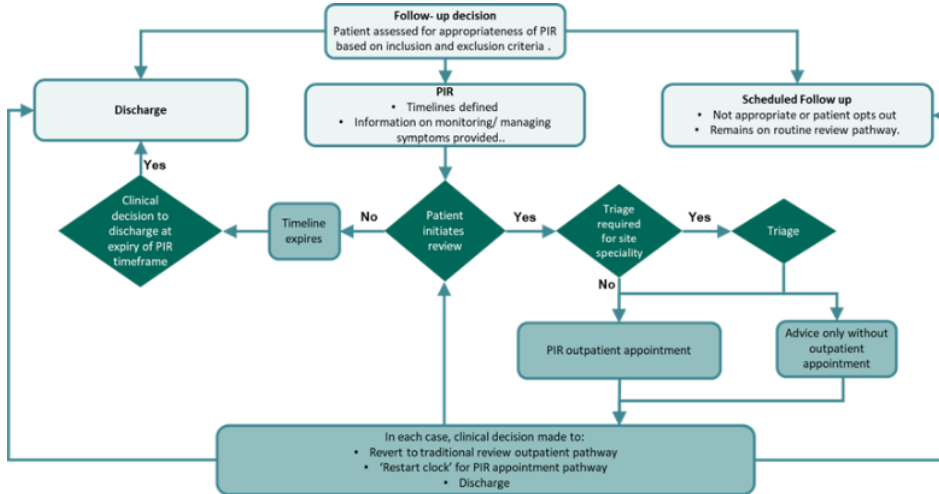 Follow- up decision
Patient assessed for appropriateness of PIR
based on inclusion and exclusion criteria .
Discharge
PIR
• Timelines defined
• Information on monitoring/ managing
symptoms provided..
Scheduled Follow up
• Not appropriate or patient opts out
• Remains on routine review pathway.
Yes
Clinical
decision to
discharge at
expiry of PIR
timeframe
Timeline
expires
No
Patient
initiates
review
Yes
Triage
required
for site
speciality
Yes
Triage
No
PIR outpatient appointment
Advice only without
outpatient
appointment
In each case, clinical decision made to:
• Revert to traditional review outpatient pathway
• ‘Restart clock’ for PIR appointment pathway
• Discharge